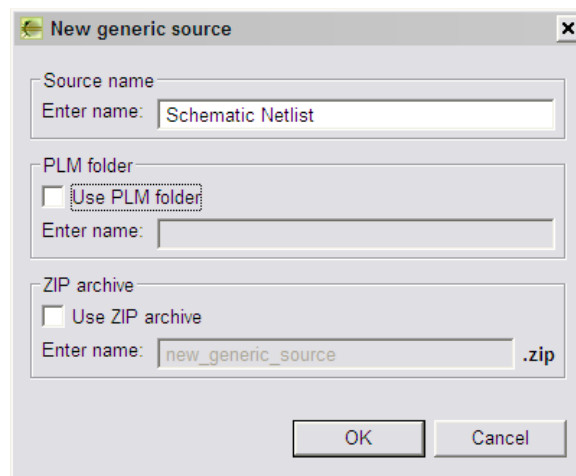 New generic source
Source name
Enter name: Schematic Netlist
PLM folder
Use PLM folder
Enter name:
ZIP archive
Use ZIP archive
Enter name: new_generic_source .zip
OK Cancel